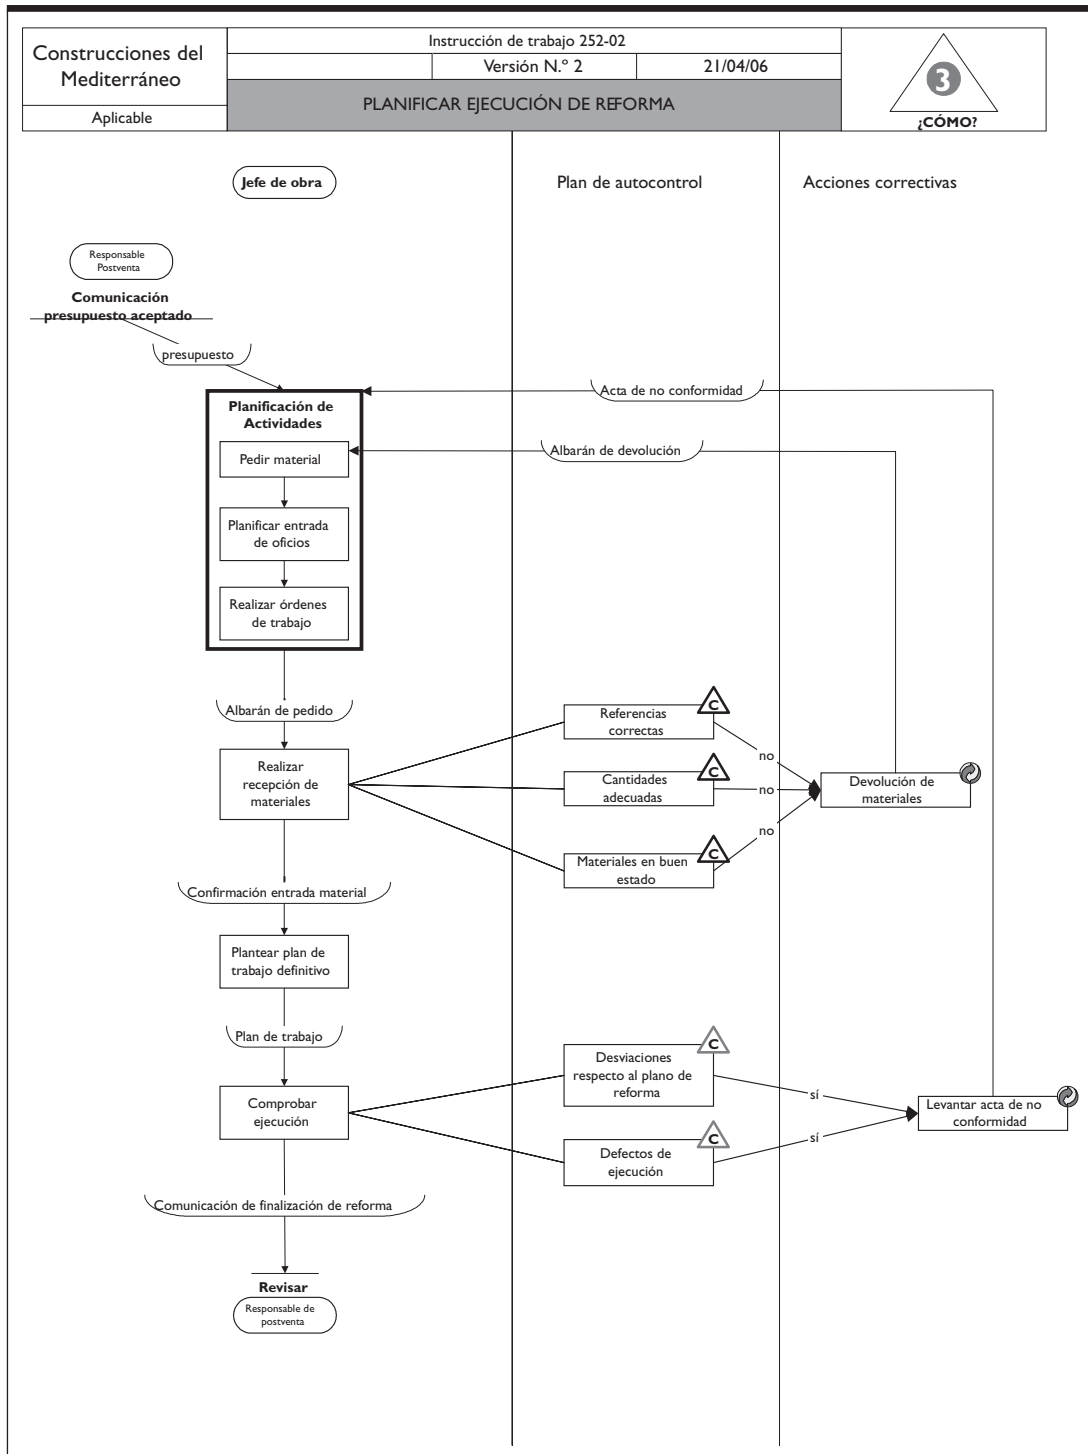 Construcciones del
Mediterráneo
Aplicable
Instrucción de trabajo 252-02
Versión N.º 2
21/04/06
PLANIFICAR EJECUCIÓN DE REFORMA
3
¿CÓMO?
Jefe de obra
Plan de autocontrol
Acciones correctivas
Responsable
Postventa
Comunicación
presupuesto aceptado
presupuesto
Acta de no conformidad
Planificación de
Actividades
Albarán de devolución
Pedir material
Planificar entrada
de oficios
Realizar órdenes
de trabajo
Albarán de pedido
C
Referencias
correctas
no
Realizar
recepción de
materiales
C
Cantidades
adecuadas
no
Devolución de
materiales
no
C
Materiales en buen
estado
Confirmación entrada material
Plantear plan de
trabajo definitivo
Plan de trabajo
C
Desviaciones
respecto al plano de
reforma
sí
Comprobar
ejecución
Levantar acta de no
conformidad
C
Defectos de
ejecución
sí
Comunicación de finalización de reforma
Revisar
Responsable de
postventa